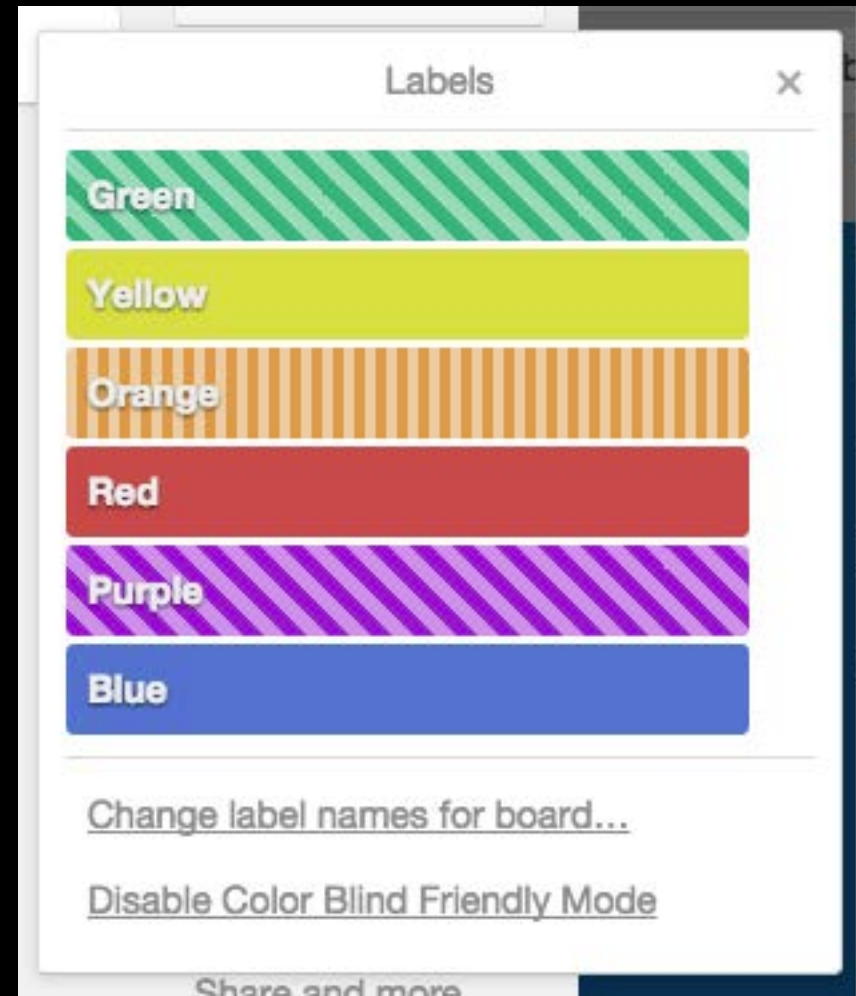 Labels ×
Green
Yellow
Orange
Red
Purple
Blue
Change label names for board...
Disable Color Blind Friendly Mode
Share and more